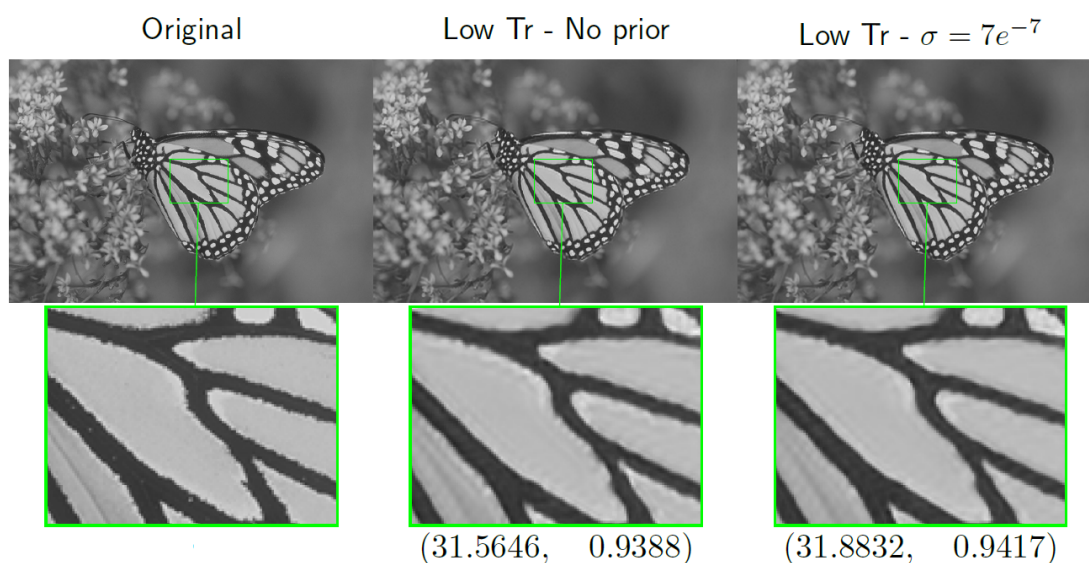 Original
Low Tr - No prior
Low Tr - σ = 7e⁻⁷
(31.5646, 0.9388)
(31.8832, 0.9417)